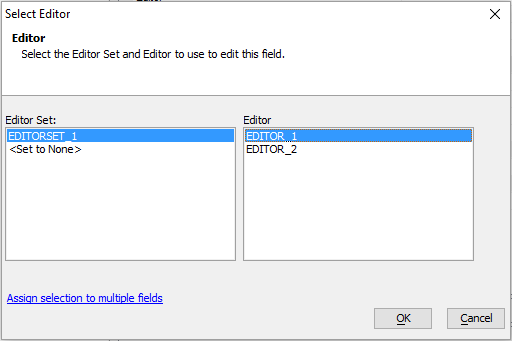 Select Editor
Editor
Select the Editor Set and Editor to use to edit this field.
Editor Set:
Editor
EDITORSET_1
<Set to None>
EDITOR_1
EDITOR_2
Assign selection to multiple fields
OK
Cancel